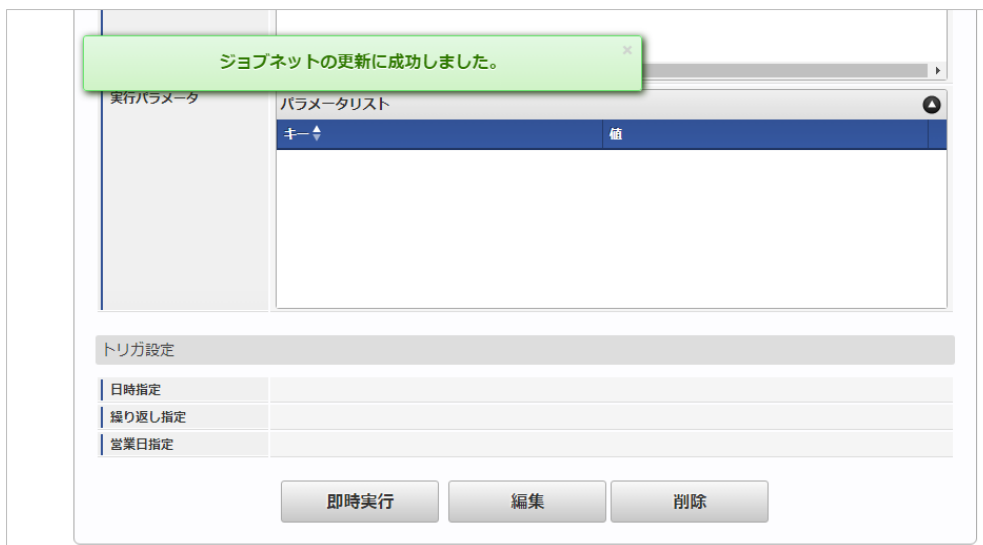 ジョブネットの更新に成功しました。
×
実行パラメータ
パラメータリスト
キー 値
トリガ設定
日時指定
繰り返し指定
営業日指定
即時実行 編集 削除